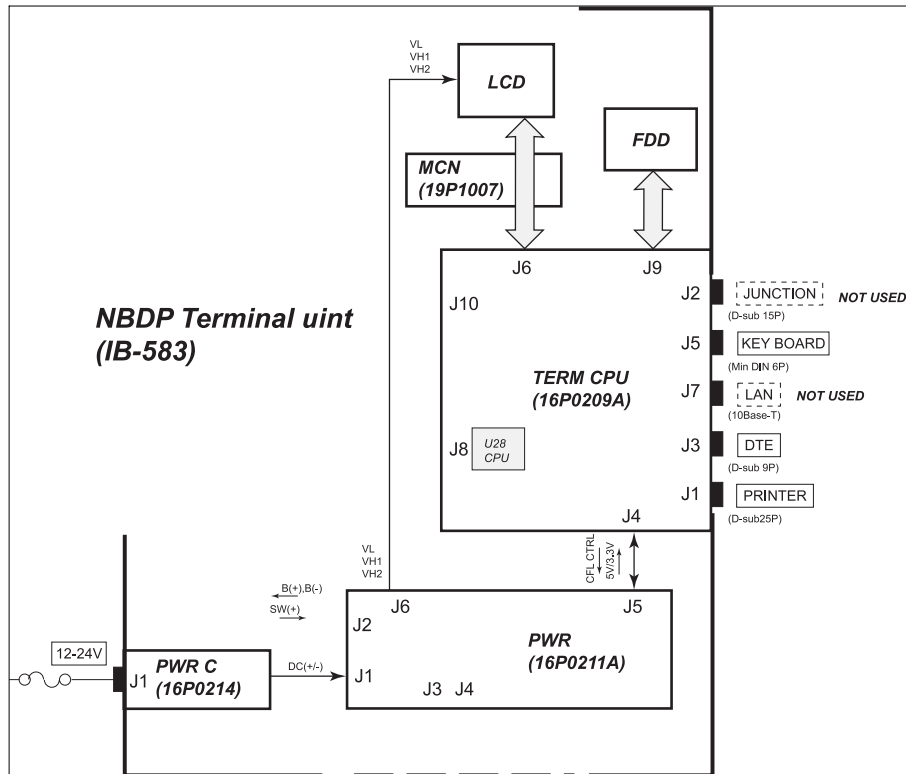 VL
VH1
VH2
LCD
FDD
MCN
(19P1007)
J6
J9
J10
J2
JUNCTION
NOT USED
(D-sub 15P)
NBDP Terminal uint
(IB-583)
J5
KEY BOARD
(Min DIN 6P)
TERM CPU
(16P0209A)
J7
LAN
NOT USED
(10Base-T)
J8
U28
CPU
J3
DTE
(D-sub 9P)
J1
PRINTER
(D-sub25P)
J4
CFL CTRL
5V/3.3V
VL
VH1
VH2
B(+),B(-)
SW(+)
J6
J5
J2
12-24V
J1
PWR C
(16P0214)
DC(+/-)
J1
PWR
(16P0211A)
J3
J4